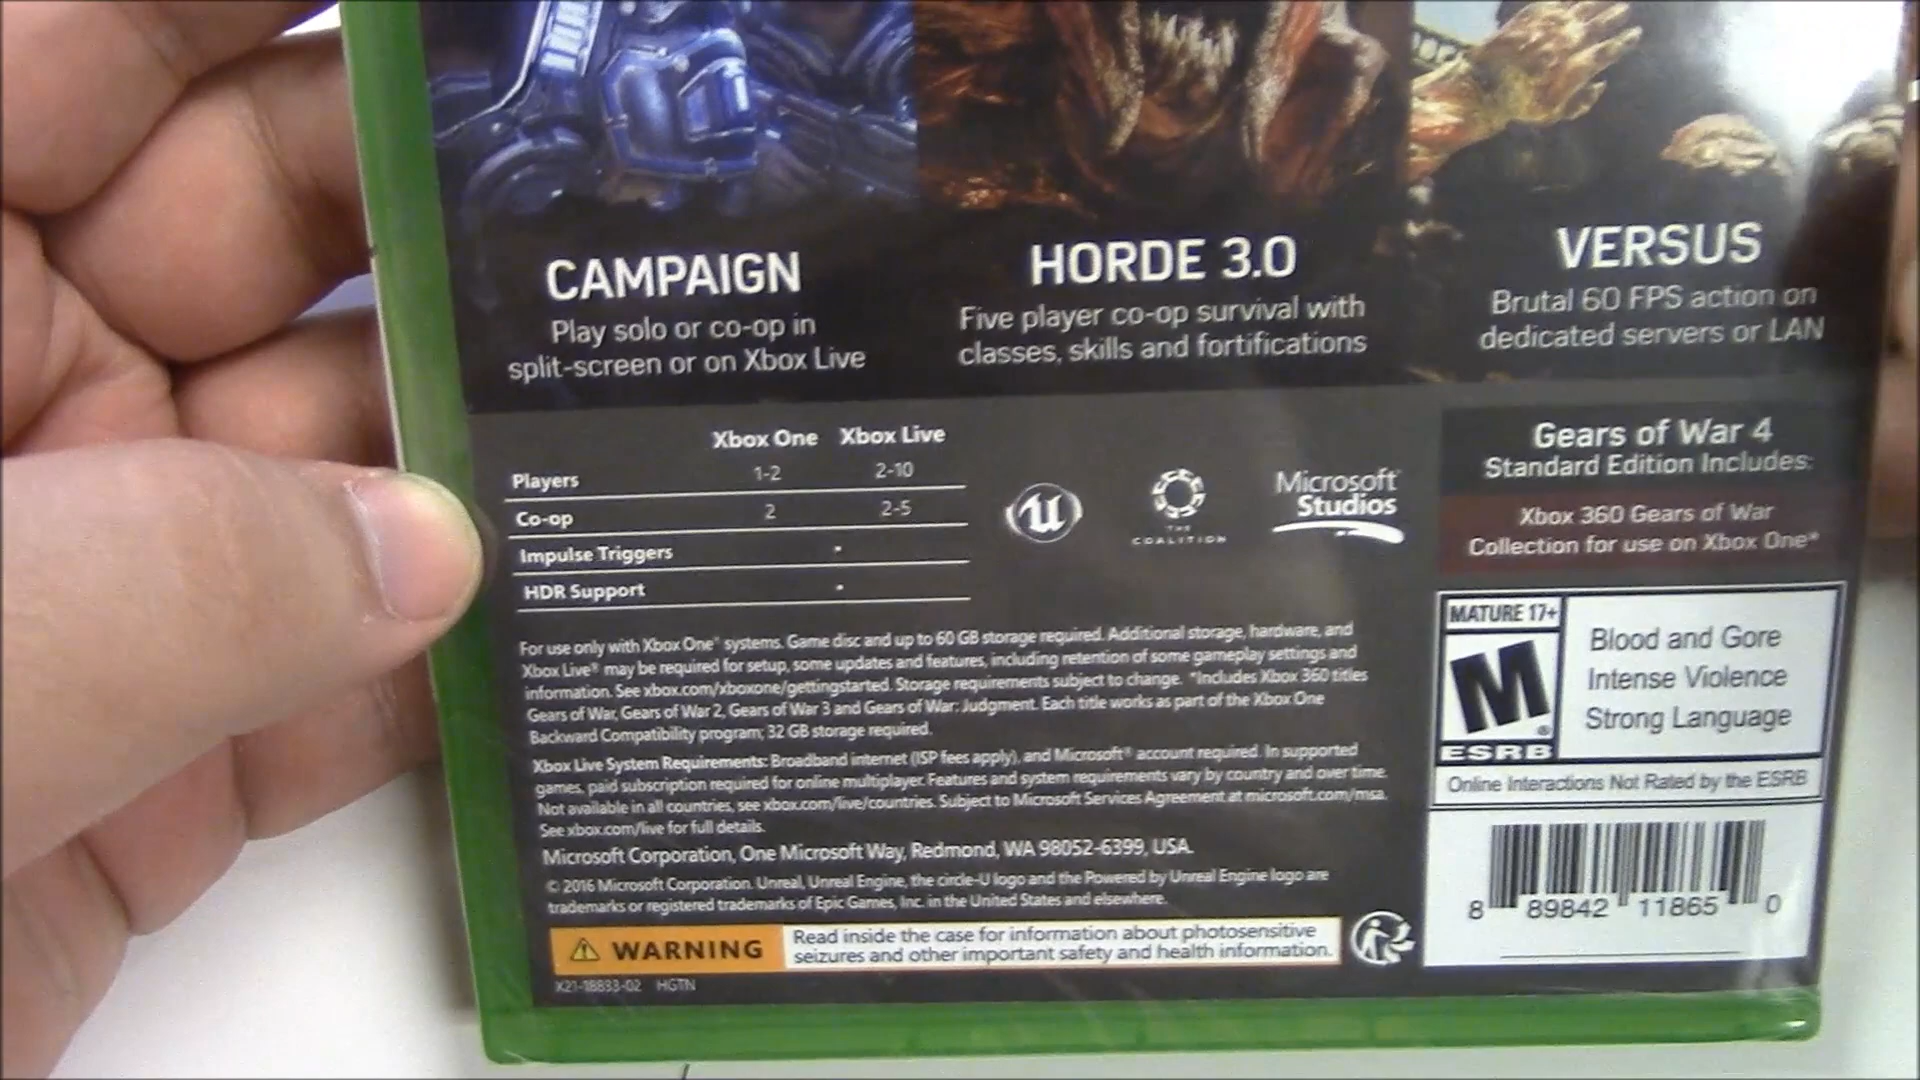 CAMPAIGN
Play solo or co-op in
split-screen or on Xbox Live
HORDE 3.0
Five player co-op survival with
classes, skills and fortifications
VERSUS
Brutal 60 FPS action on
dedicated servers or LAN
Xbox One Xbox Live
Players 1-2 2-10
Co-op 2 2-5
Impulse Triggers •
HDR Support •
U
THE
COALITION
Microsoft
Studios
Gears of War 4
Standard Edition Includes:
Xbox 360 Gears of War
Collection for use on Xbox One*
For use only with Xbox One® systems. Game disc and up to 60 GB storage required. Additional storage, hardware, and
Xbox Live® may be required for setup, some updates and features, including retention of some gameplay settings and
information. See xbox.com/xboxone/gettingstarted. Storage requirements subject to change. *Includes Xbox 360 titles
Gears of War, Gears of War 2, Gears of War 3 and Gears of War: Judgment. Each title works as part of the Xbox One
Backward Compatibility program; 32 GB storage required.
Xbox Live System Requirements: Broadband internet (ISP fees apply), and Microsoft® account required. In supported
games, paid subscription required for online multiplayer. Features and system requirements vary by country and over time.
Not available in all countries, see xbox.com/live/countries. Subject to Microsoft Services Agreement at microsoft.com/msa.
See xbox.com/live for full details.
Microsoft Corporation, One Microsoft Way, Redmond, WA 98052-6399, USA.
© 2016 Microsoft Corporation. Unreal, Unreal Engine, the circle-U logo and the Powered by Unreal Engine logo are
trademarks or registered trademarks of Epic Games, Inc. in the United States and elsewhere.
WARNING
Read inside the case for information about photosensitive
seizures and other important safety and health information.
X21-18833-02 HGTN
MATURE 17+
M®
ESRB
Blood and Gore
Intense Violence
Strong Language
Online Interactions Not Rated by the ESRB
8 89842 11865 0